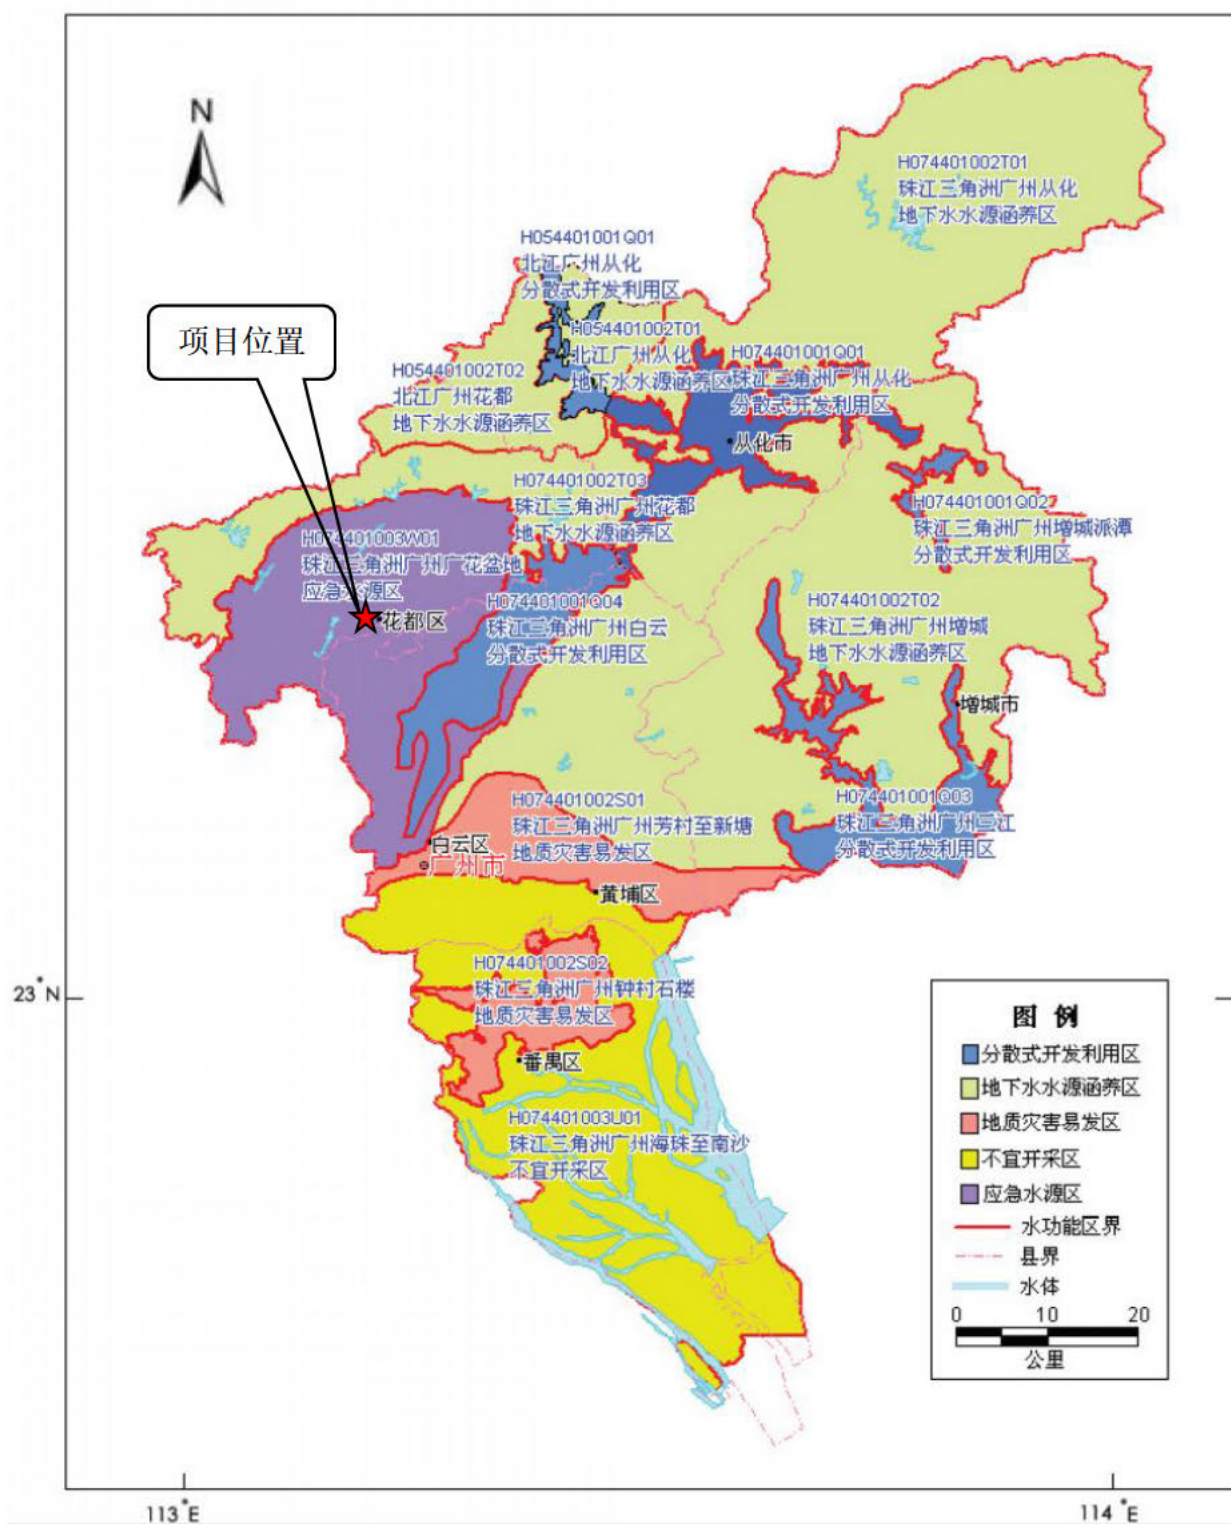 N
H074401002T01
珠江三角洲广州从化
地下水水源涵养区
H054401001Q01
北江广州从化
分散式开发利用区
项目位置
H054401002T01
北江广州从化
地下水水源涵养区
H074401001Q01
珠江三角洲广州从化
分散式开发利用区
H054401002T02
北江广州花都
地下水水源涵养区
从化市
H074401002T03
珠江三角洲广州花都
地下水水源涵养区
H074401001Q02
珠江三角洲广州增城派潭
分散式开发利用区
H074401003W01
珠江三角洲广州广花盆地
应急水源区
花都区
H074401001Q04
珠江三角洲广州白云
分散式开发利用区
H074401002T02
珠江三角洲广州增城
地下水水源涵养区
增城市
H074401002S01
珠江三角洲广州芳村至新塘
地质灾害易发区
H074401001Q03
珠江三角洲广州三江
分散式开发利用区
白云区
广州市
黄埔区
H074401002S02
珠江三角洲广州钟村石楼
地质灾害易发区
23°N
番禺区
H074401003U01
珠江三角洲广州海珠至南沙
不宜开采区
图 例
分散式开发利用区
地下水水源涵养区
地质灾害易发区
不宜开采区
应急水源区
水功能区界
县界
水体
0 10 20
公里
113°E
114°E